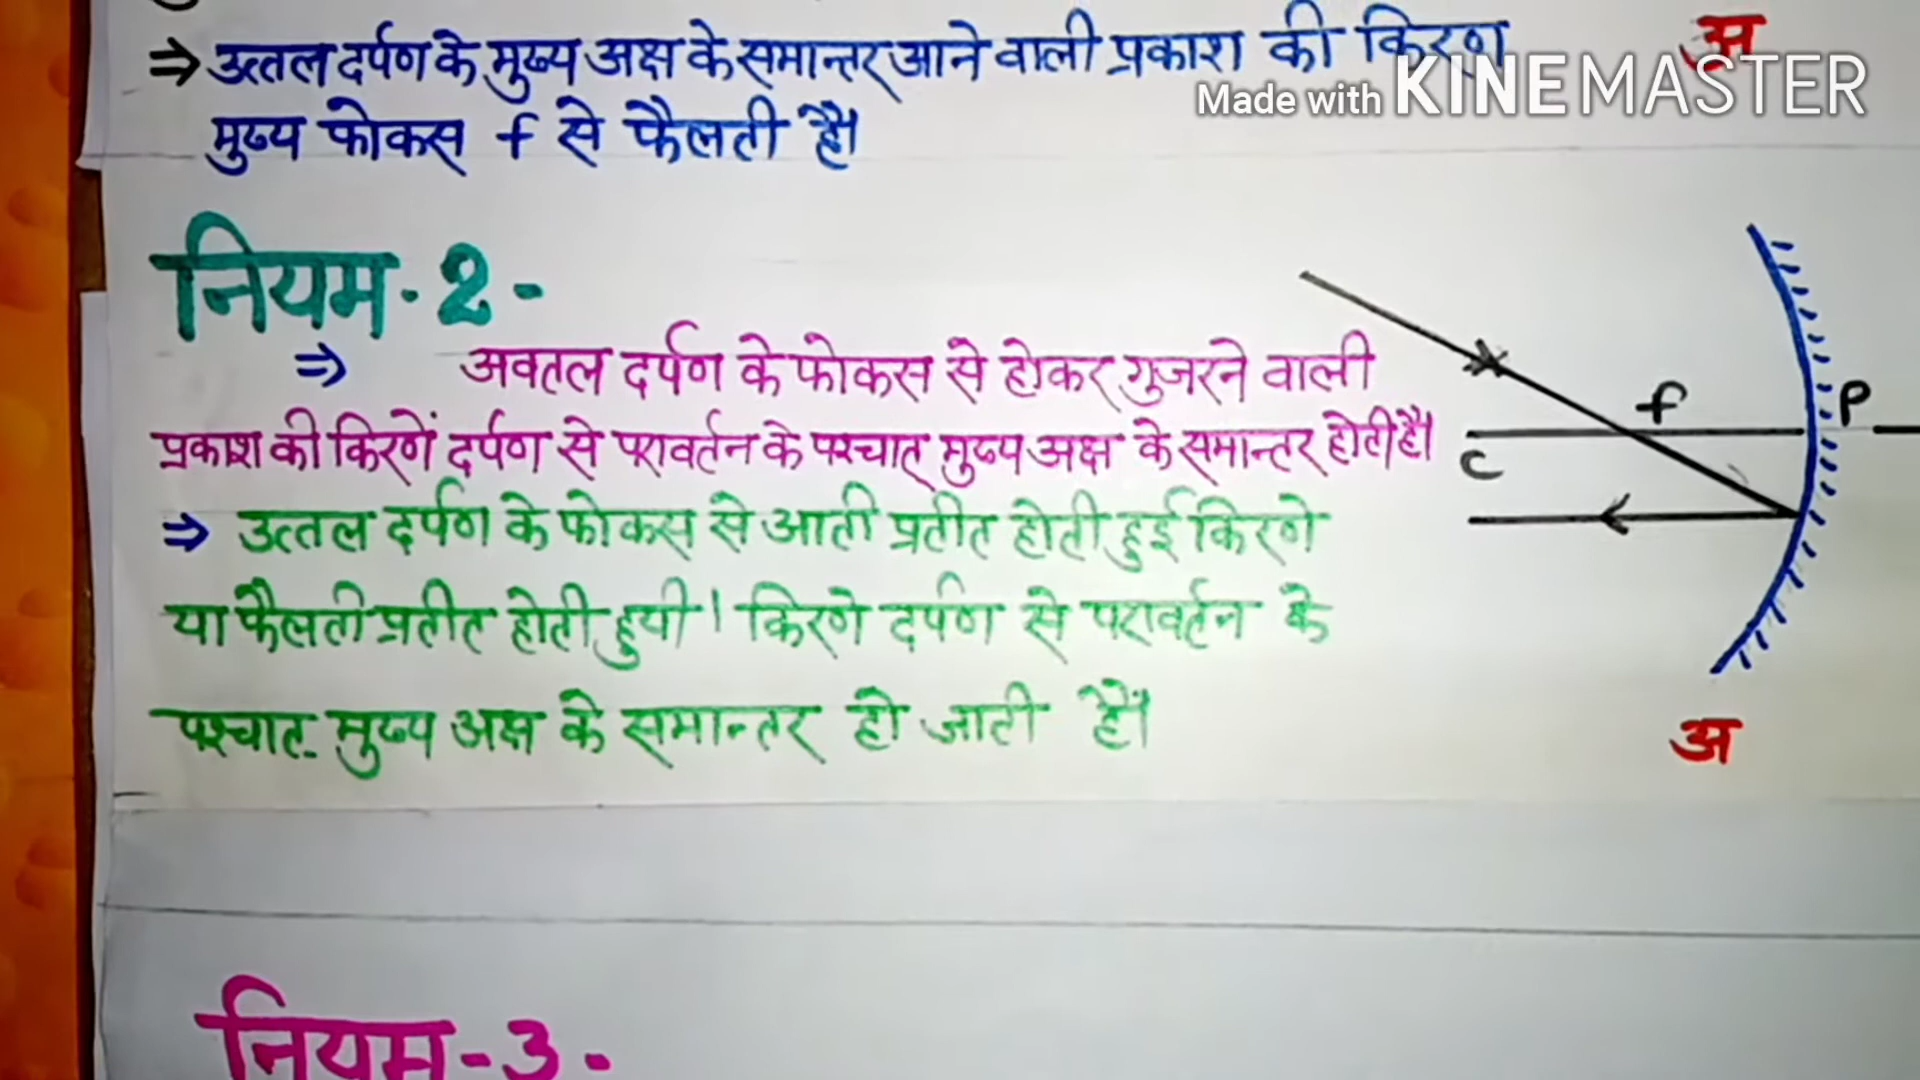 ⇒ उत्तल दर्पण के मुख्य अक्ष के समान्तर आने वाली प्रकाश की किरण
अ
Made with KINEMASTER
मुख्य फोकस f से फैलती है।
नियम-2-
⇒ अवतल दर्पण के फोकस से होकर गुजरने वाली
प्रकाश की किरणें दर्पण से परावर्तन के पश्चात् मुख्य अक्ष के समान्तर होती है।
⇒ उत्तल दर्पण के फोकस से आती प्रतीत होती हुई किरणे
या फैलती प्रतीत होती हुयी। किरणे दर्पण से परावर्तन के
पश्चात् मुख्य अक्ष के समान्तर हो जाती हैं।
f
P
C
अ
नियम-3-